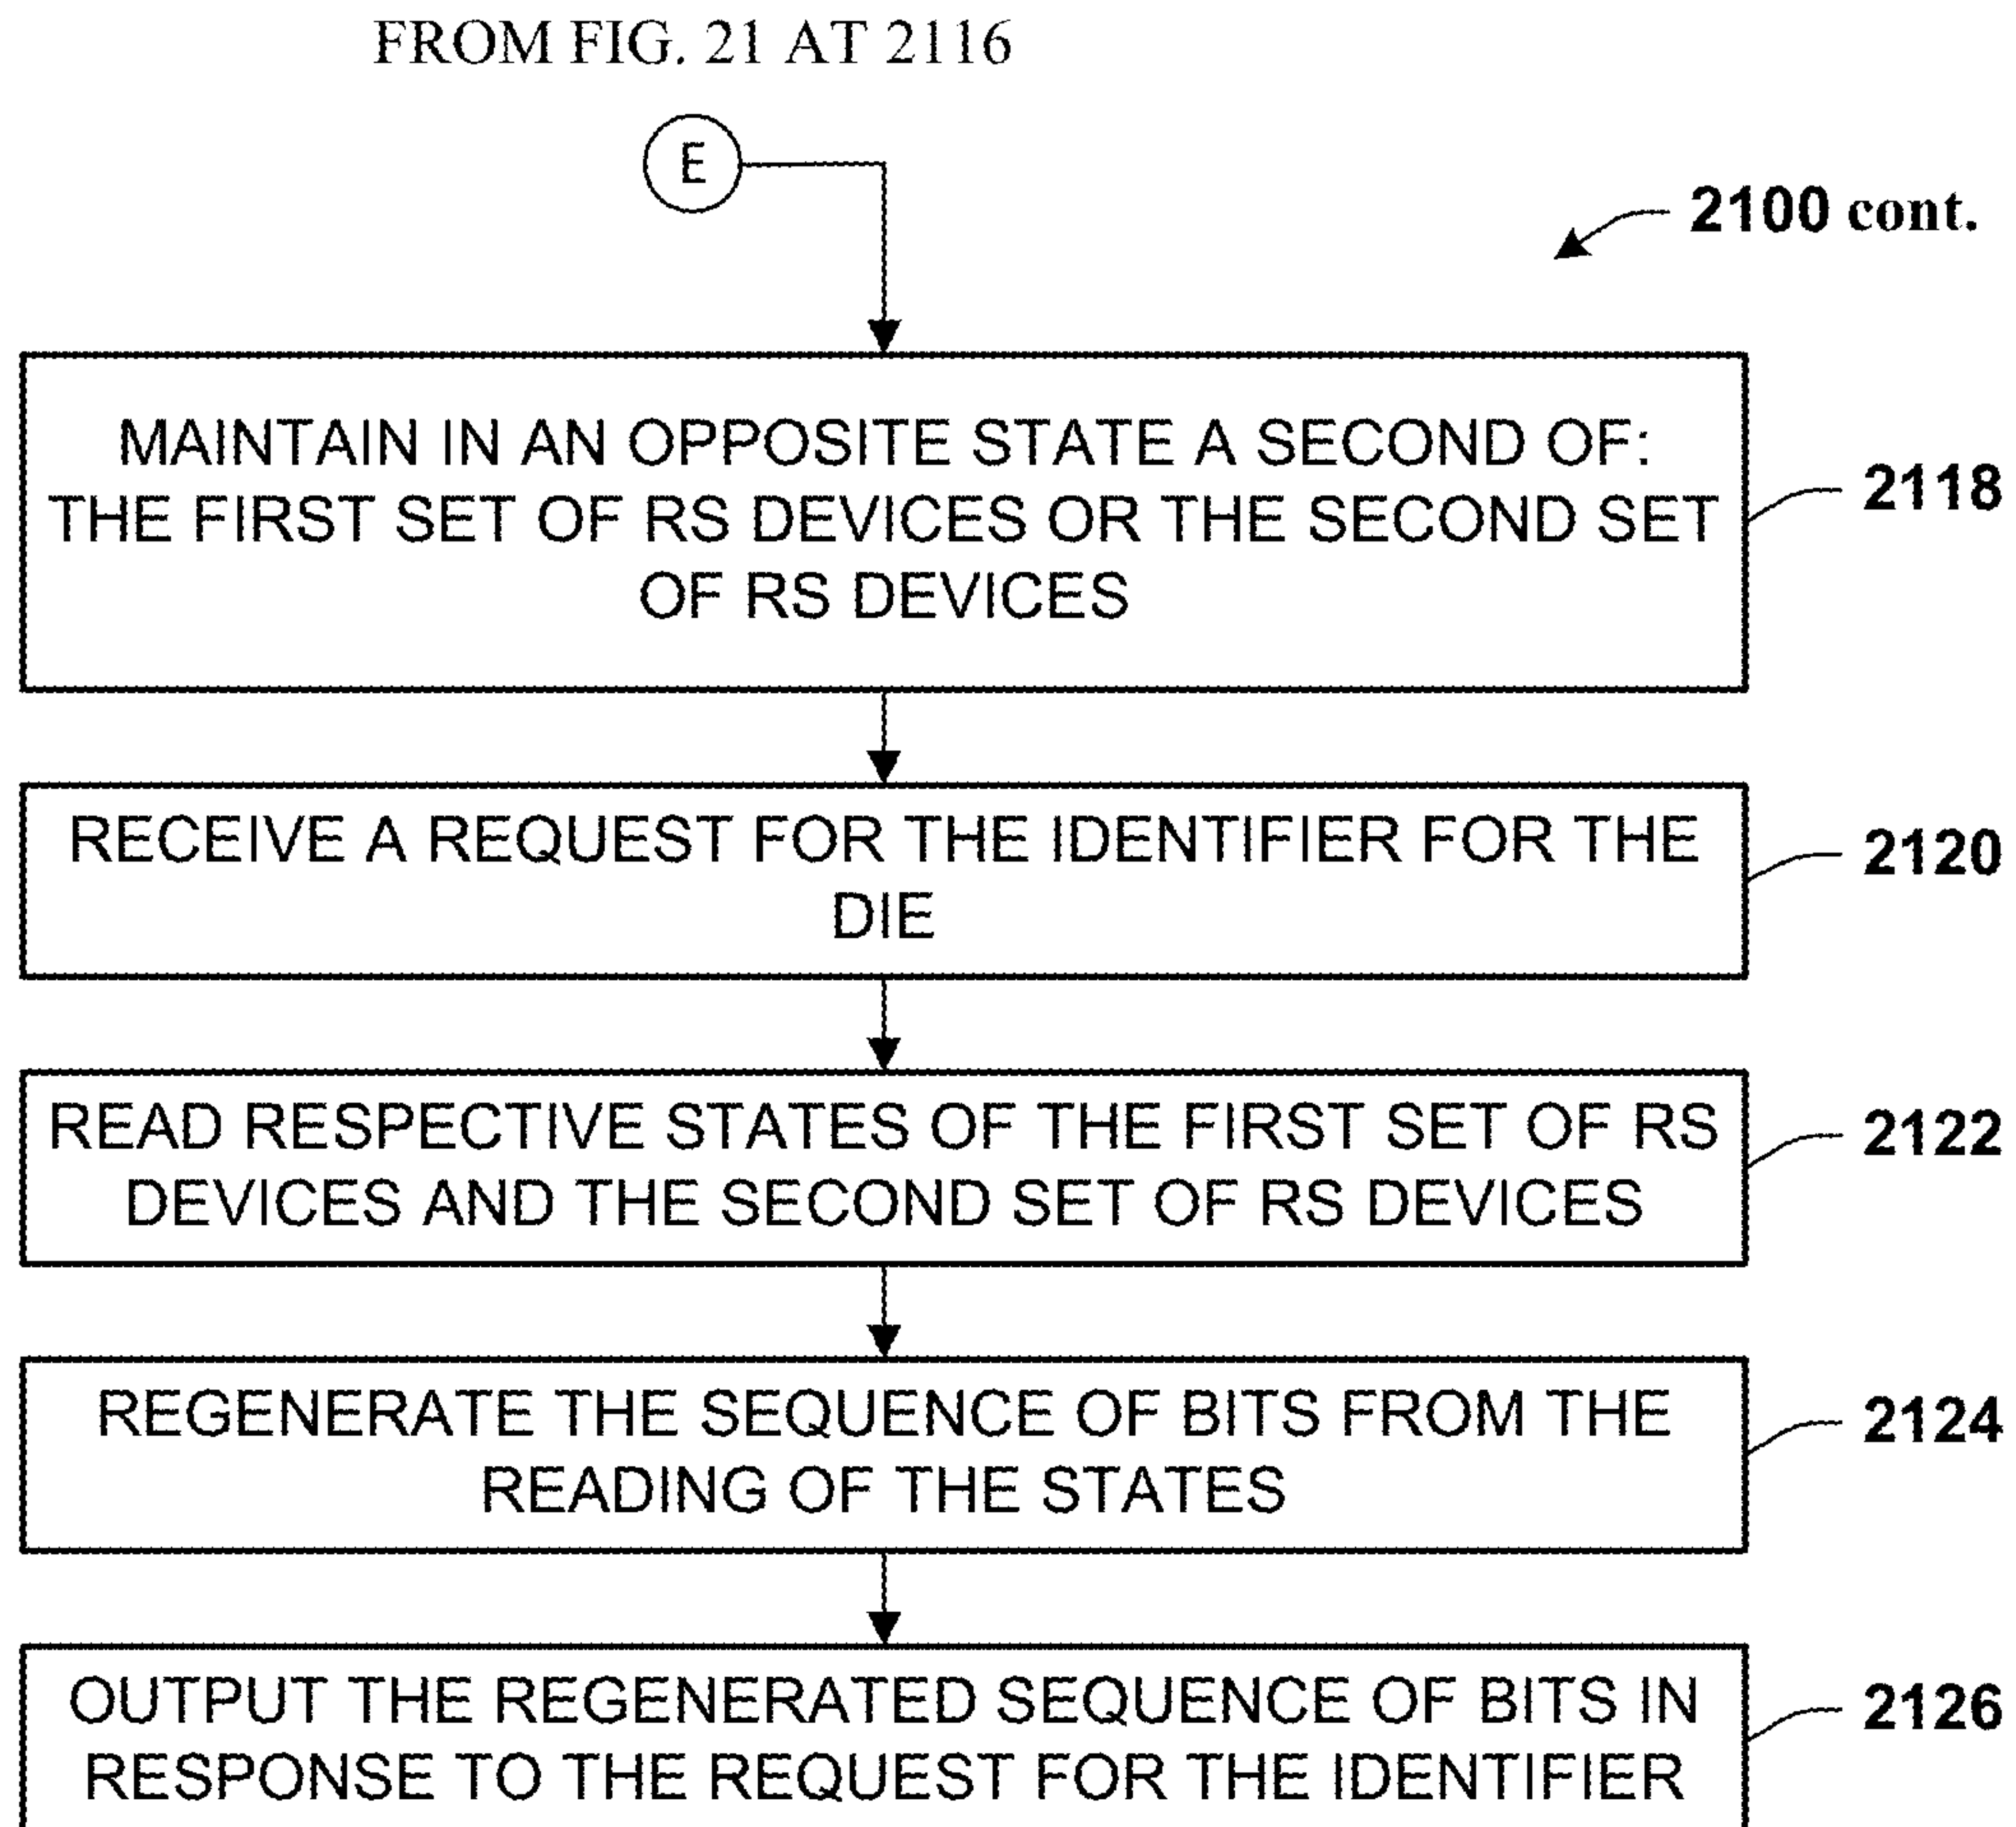 FROM FIG. 21 AT 2116
E
2100 cont.
MAINTAIN IN AN OPPOSITE STATE A SECOND OF:
THE FIRST SET OF RS DEVICES OR THE SECOND SET
OF RS DEVICES
2118
RECEIVE A REQUEST FOR THE IDENTIFIER FOR THE
DIE
2120
READ RESPECTIVE STATES OF THE FIRST SET OF RS
DEVICES AND THE SECOND SET OF RS DEVICES
2122
REGENERATE THE SEQUENCE OF BITS FROM THE
READING OF THE STATES
2124
OUTPUT THE REGENERATED SEQUENCE OF BITS IN
RESPONSE TO THE REQUEST FOR THE IDENTIFIER
2126